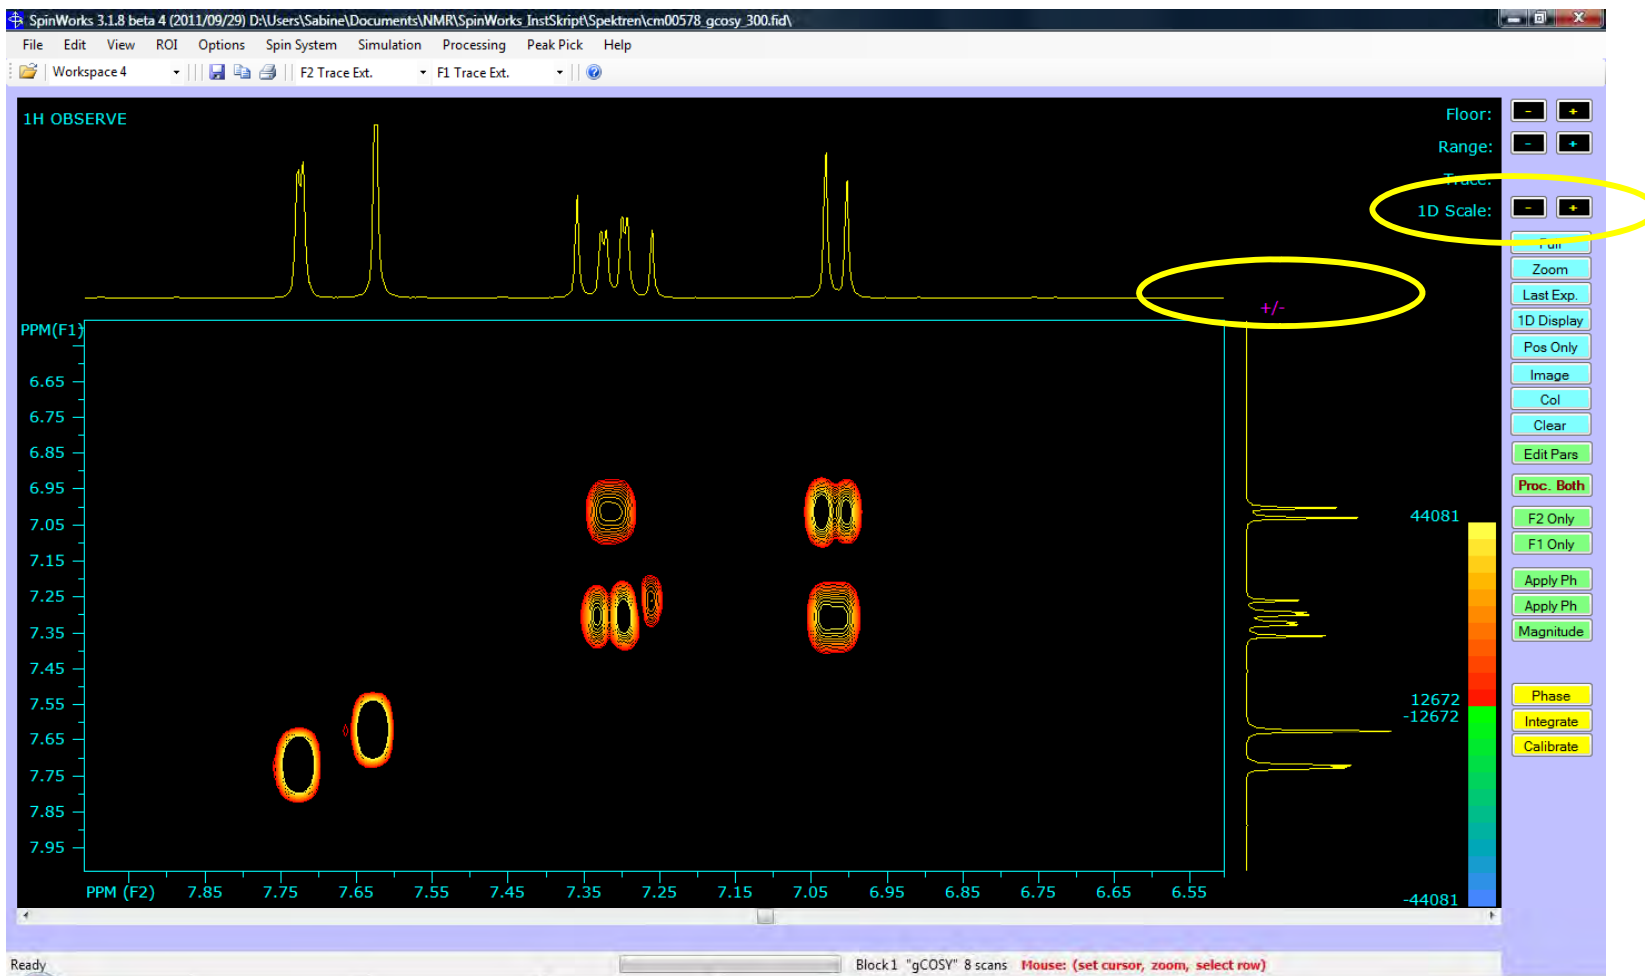 SpinWorks 3.1.8 beta 4 (2011/09/29) D:\Users\Sabine\Documents\NMR\SpinWorks_InstSkript\Spektren\cm00578_gcosy_300.fid\
File Edit View ROI Options Spin System Simulation Processing Peak Pick Help
Workspace 4 F2 Trace Ext. F1 Trace Ext.
1H OBSERVE
Floor: - +
Range: - +
Trace:
1D Scale: - +
Full
Zoom
Last Exp.
1D Display
Pos Only
Image
Col
Clear
Edit Pars
Proc. Both
F2 Only
F1 Only
Apply Ph
Apply Ph
Magnitude
Phase
Integrate
Calibrate
+/-
PPM(F1)
6.65
6.75
6.85
6.95
7.05
7.15
7.25
7.35
7.45
7.55
7.65
7.75
7.85
7.95
44081
12672
-12672
-44081
PPM (F2) 7.85 7.75 7.65 7.55 7.45 7.35 7.25 7.15 7.05 6.95 6.85 6.75 6.65 6.55
Ready Block 1 "gCOSY" 8 scans Mouse: (set cursor, zoom, select row)